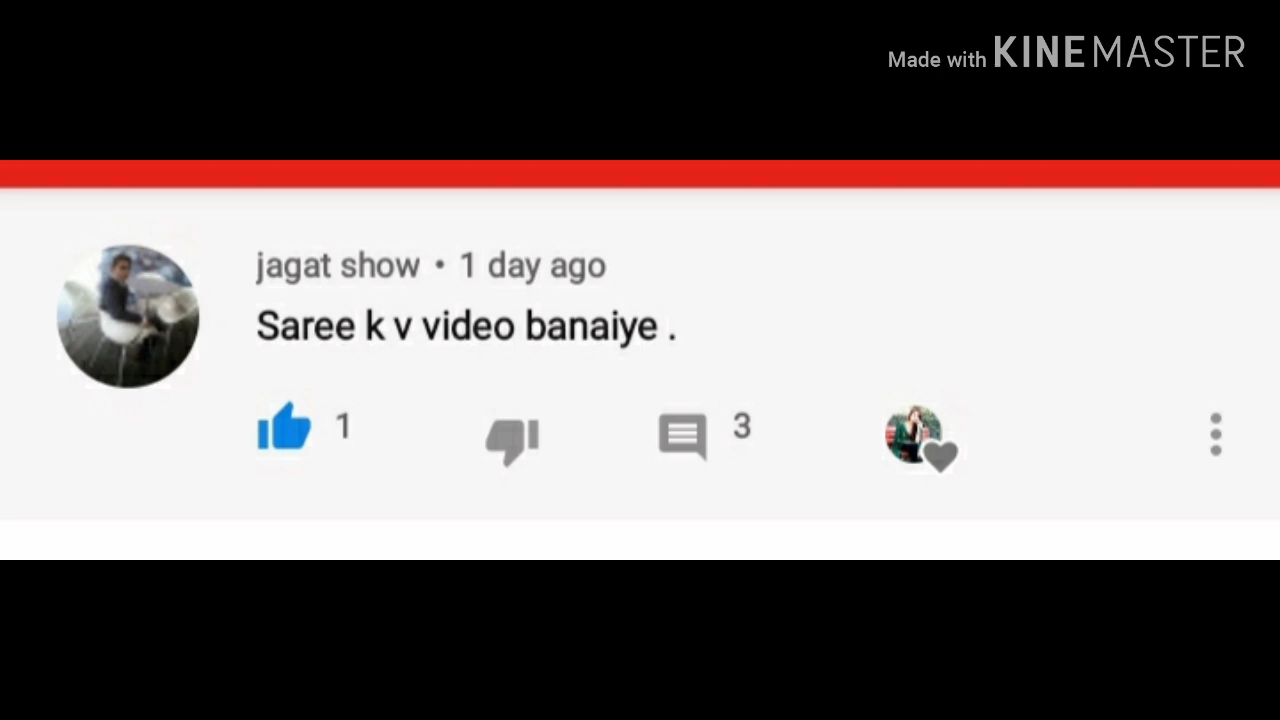 Made with KINEMASTER
jagat show • 1 day ago
Saree k v video banaiye .
1
3